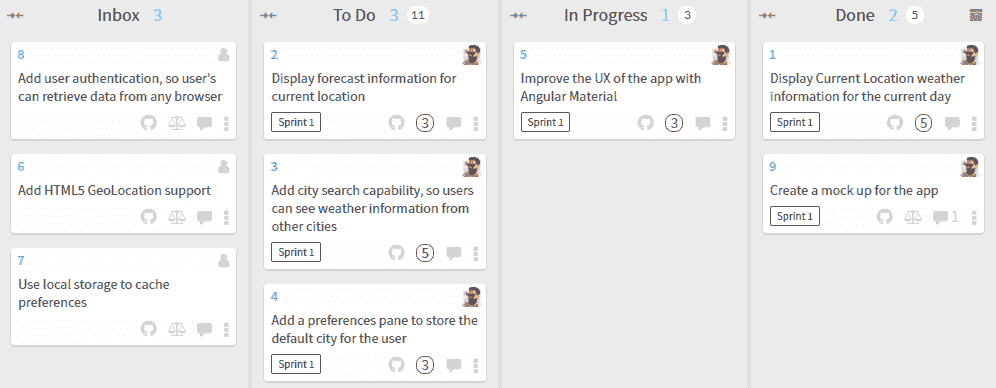 Inbox 3
8
Add user authentication, so user's
can retrieve data from any browser
6
Add HTML5 GeoLocation support
7
Use local storage to cache
preferences
To Do 3 11
2
Display forecast information for
current location
Sprint 1
3
3
Add city search capability, so users
can see weather information from
other cities
Sprint 1
5
4
Add a preferences pane to store the
default city for the user
Sprint 1
3
In Progress 1 3
5
Improve the UX of the app with
Angular Material
Sprint 1
3
Done 2 5
1
Display Current Location weather
information for the current day
Sprint 1
5
9
Create a mock up for the app
Sprint 1
1